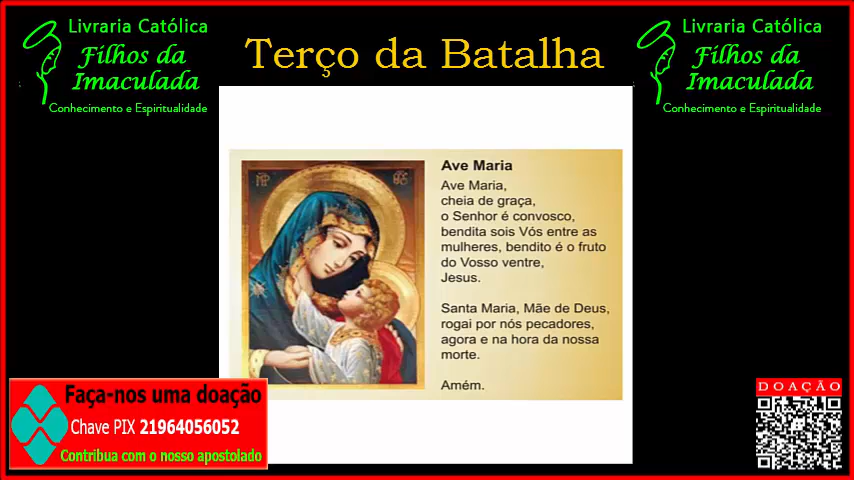 Livraria Católica
Filhos da
Imaculada
Conhecimento e Espiritualidade
Terço da Batalha
Livraria Católica
Filhos da
Imaculada
Conhecimento e Espiritualidade
Ave Maria
Ave Maria,
cheia de graça,
o Senhor é convosco,
bendita sois Vós entre as
mulheres, bendito é o fruto
do Vosso ventre,
Jesus.
Santa Maria, Mãe de Deus,
rogai por nós pecadores,
agora e na hora da nossa
morte.
Amém.
Faça-nos uma doação
Chave PIX 21964056052
Contribua com o nosso apostolado
DOAÇÃO